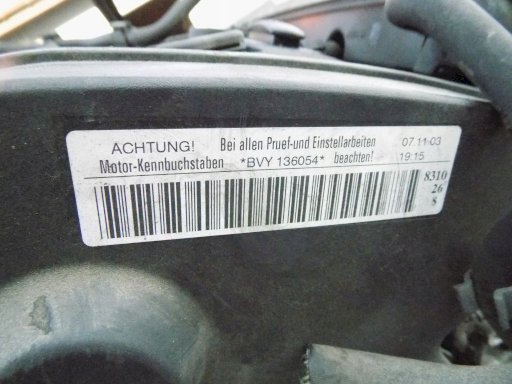 ACHTUNG! Bei allen Pruef-und Einstellarbeiten 07·11·03
Motor-Kennbuchstaben *BVY 136054* beachten! 19:15
8310
26
8